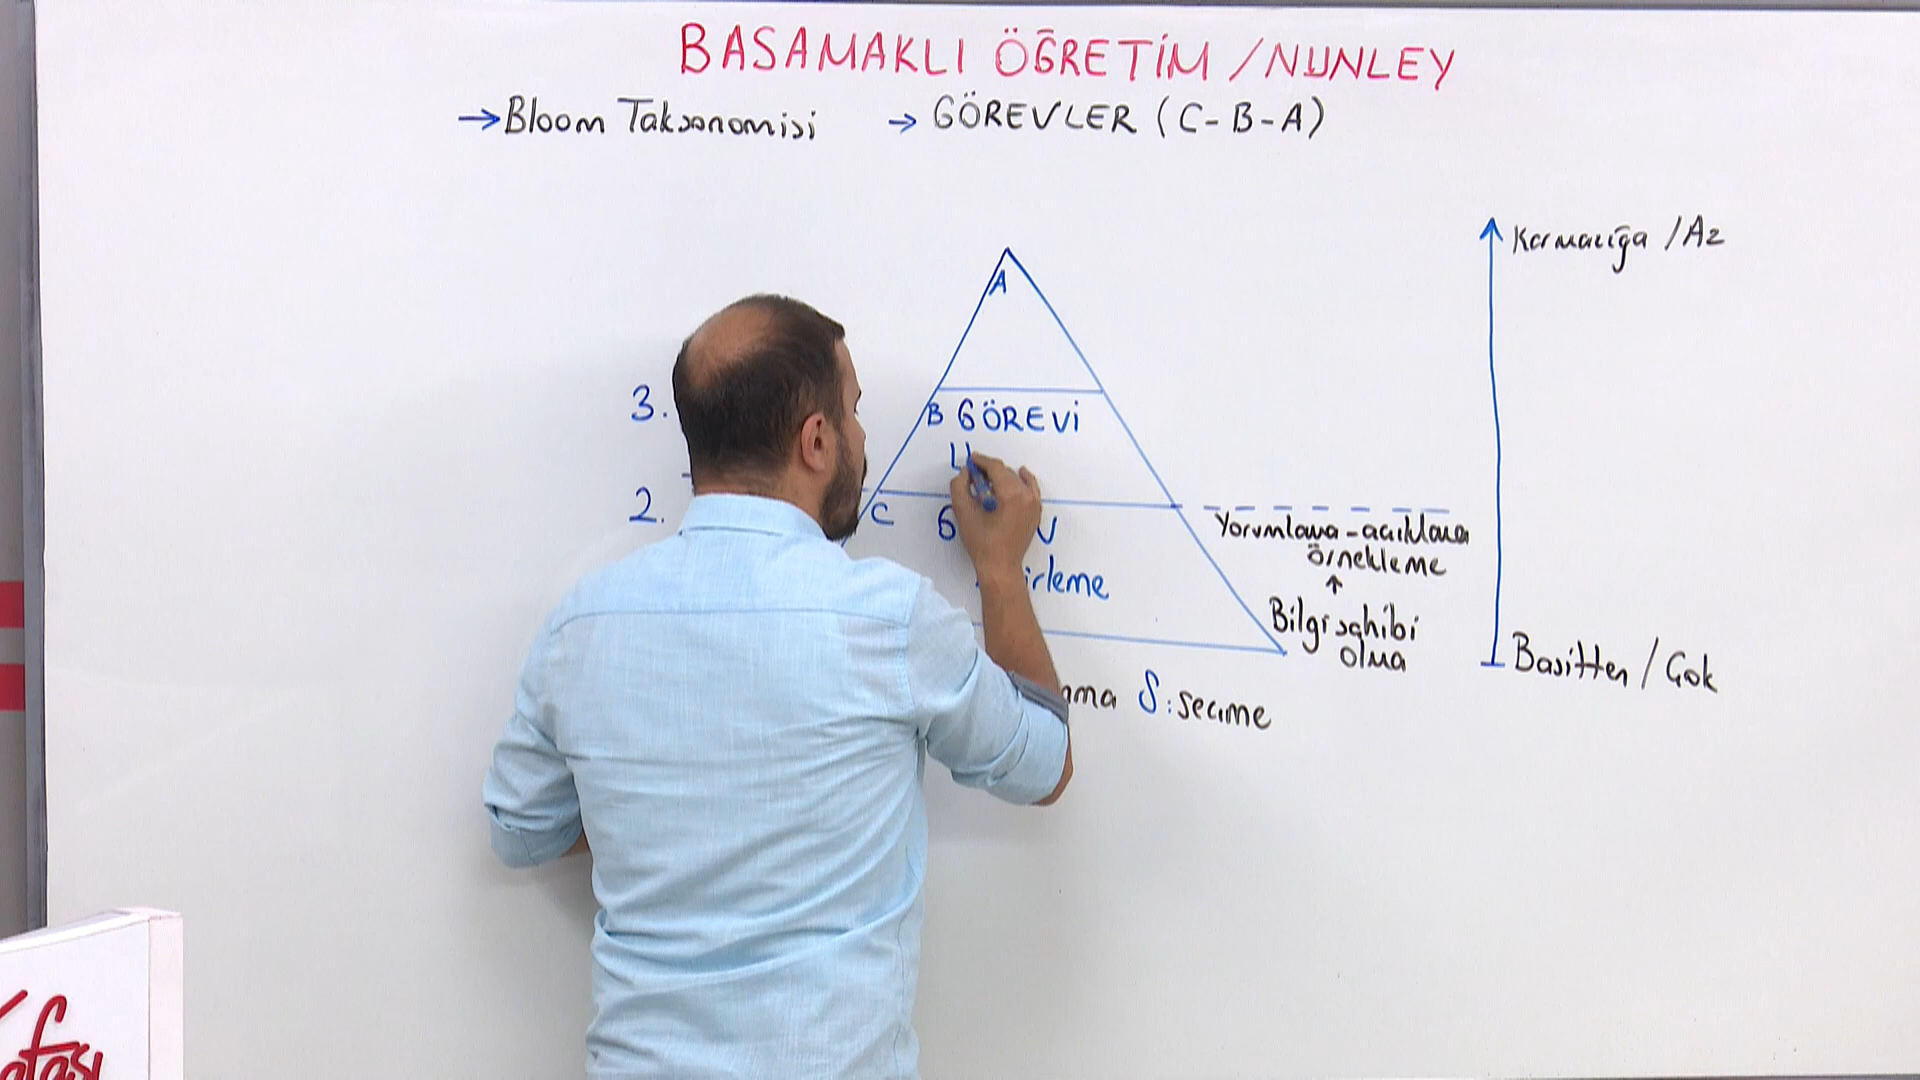 BASAMAKLI ÖĞRETİM / NUNLEY
→ Bloom Taksonomisi → GÖREVLER (C-B-A)
Karmaşığa / Az
A
3. B GÖREVİ
2. C
Yorumlama - açıklama
örnekleme
↑
Bilgi sahibi
olma
Basitten / Çok
S: seçme